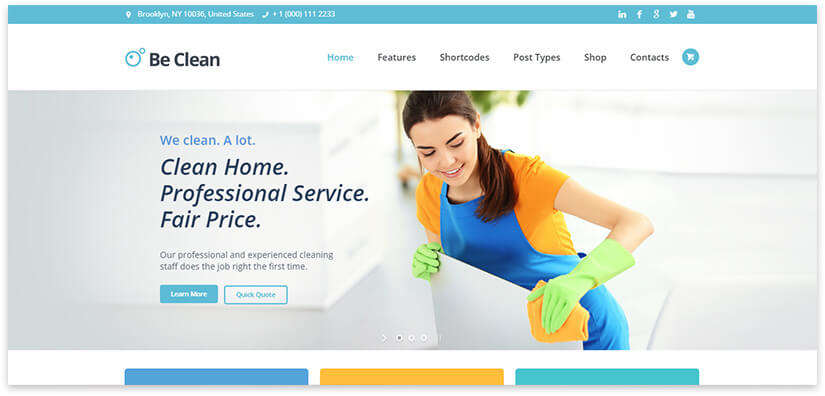 Brooklyn, NY 10036, United States + 1 (000) 111 2233
Be Clean
Home Features Shortcodes Post Types Shop Contacts
We clean. A lot.
Clean Home.
Professional Service.
Fair Price.
Our professional and experienced cleaning
staff does the job right the first time.
Learn More Quick Quote